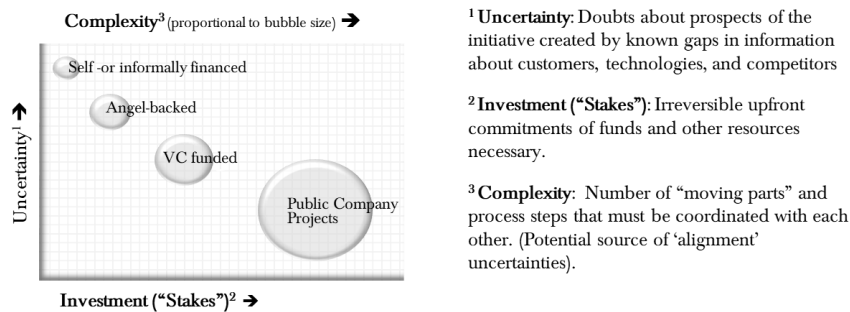 Complexity³ (proportional to bubble size) ➔
Self -or informally financed
Angel-backed
VC funded
Public Company
Projects
Uncertainty¹ ➔
Investment (“Stakes”)² ➔
¹ Uncertainty: Doubts about prospects of the
initiative created by known gaps in information
about customers, technologies, and competitors
² Investment (“Stakes”): Irreversible upfront
commitments of funds and other resources
necessary.
³ Complexity: Number of “moving parts” and
process steps that must be coordinated with each
other. (Potential source of ‘alignment’
uncertainties).